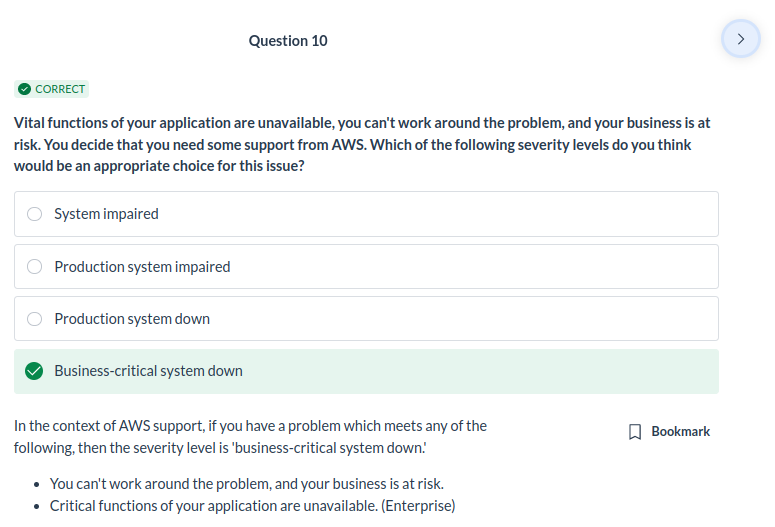 Question 10
CORRECT
Vital functions of your application are unavailable, you can't work around the problem, and your business is at
risk. You decide that you need some support from AWS. Which of the following severity levels do you think
would be an appropriate choice for this issue?
System impaired
Production system impaired
Production system down
Business-critical system down
In the context of AWS support, if you have a problem which meets any of the
following, then the severity level is 'business-critical system down.'
Bookmark
• You can't work around the problem, and your business is at risk.
• Critical functions of your application are unavailable. (Enterprise)